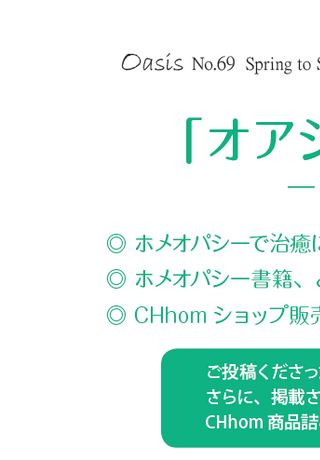 Oasis No.69 Spring to
「オア
◎ ホメオパシーで治癒
◎ ホメオパシー書籍、
◎ CHhom ショップ販売
ご投稿くださっ
さらに、掲載さ
CHhom 商品詰